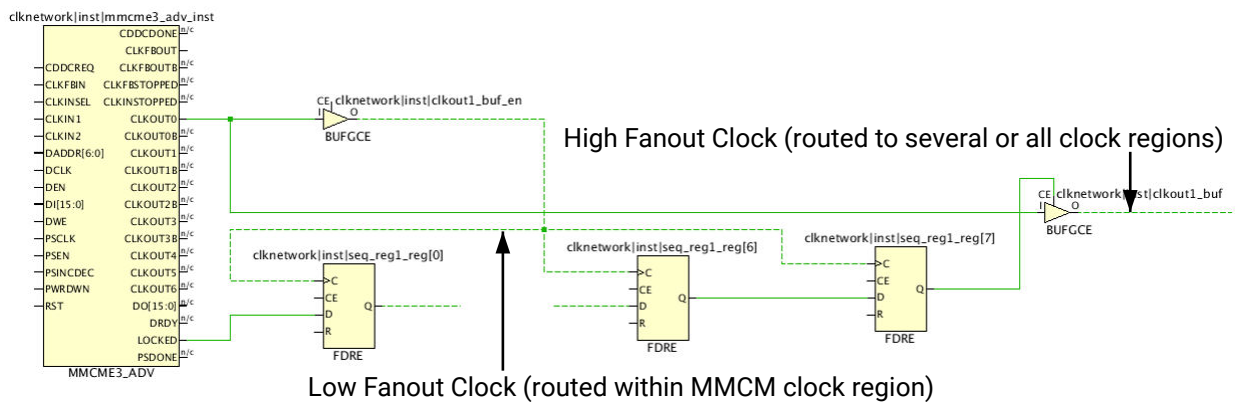 clknetwork|inst|mmcme3_adv_inst
CDDCDONE n/c
CLKFBOUT
CDDCREQ CLKFBOUTB n/c
CLKFBIN CLKFBSTOPPED n/c
CLKINSEL CLKINSTOPPED n/c
CLKIN1 CLKOUT0
CLKIN2 CLKOUT0B n/c
DADDR[6:0] CLKOUT1 n/c
DCLK CLKOUT1B n/c
DEN CLKOUT2 n/c
DI[15:0] CLKOUT2B n/c
DWE CLKOUT3 n/c
PSCLK CLKOUT3B n/c
PSEN CLKOUT4 n/c
PSINCDEC CLKOUT5 n/c
PWRDWN CLKOUT6 n/c
RST DO[15:0] n/c
DRDY n/c
LOCKED
PSDONE n/c
MMCME3_ADV
CE clknetwork|inst|clkout1_buf_en
I O
BUFGCE
High Fanout Clock (routed to several or all clock regions)
CE clknetwork|inst|clkout1_buf
I O
BUFGCE
clknetwork|inst|seq_reg1_reg[0]
C
CE
D Q
R
FDRE
clknetwork|inst|seq_reg1_reg[6]
C
CE
D Q
R
FDRE
clknetwork|inst|seq_reg1_reg[7]
C
CE
D Q
R
FDRE
Low Fanout Clock (routed within MMCM clock region)